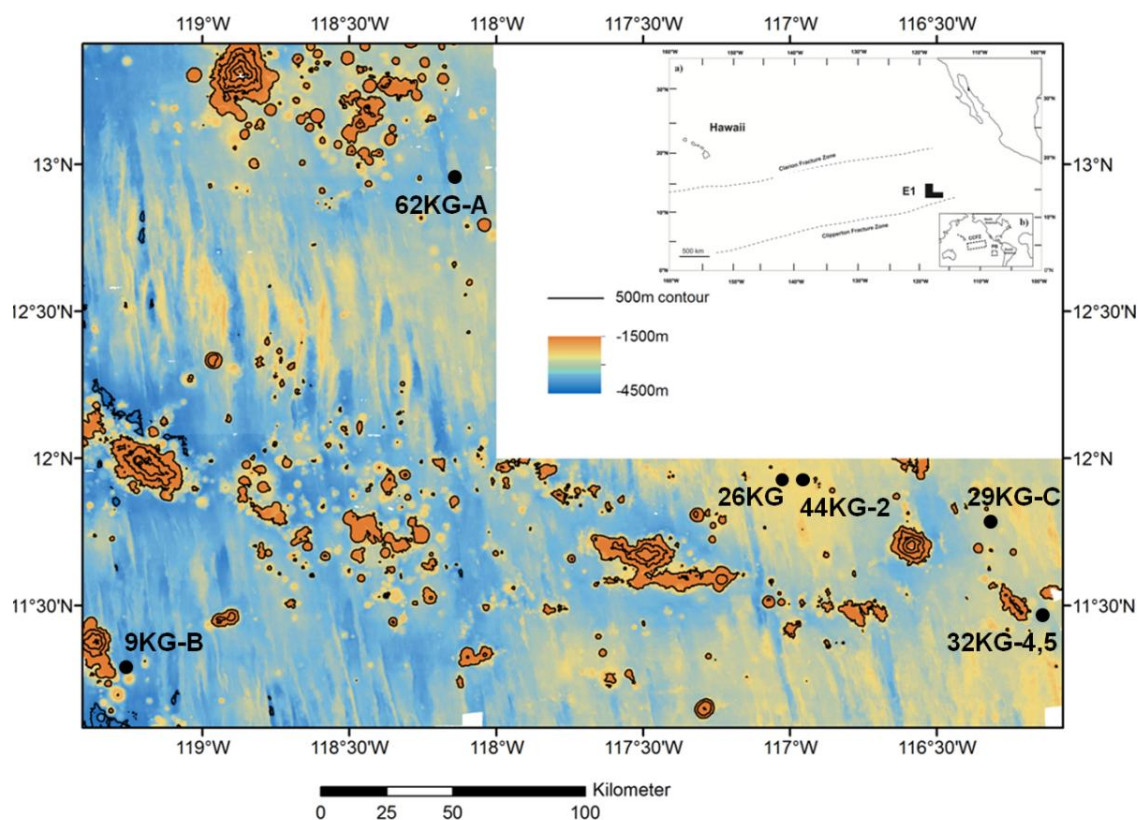 119°W
118°30'W
118°W
117°30'W
117°W
116°30'W
13°N
13°N
12°30'N
12°30'N
12°N
12°N
11°30'N
11°30'N
62KG-A
a)
Hawaii
Clarion Fracture Zone
E1
Clipperton Fracture Zone
500 km
b)
500m contour
-1500m
-4500m
26KG
44KG-2
29KG-C
9KG-B
32KG-4,5
119°W
118°30'W
118°W
117°30'W
117°W
116°30'W
Kilometer
0 25 50 100